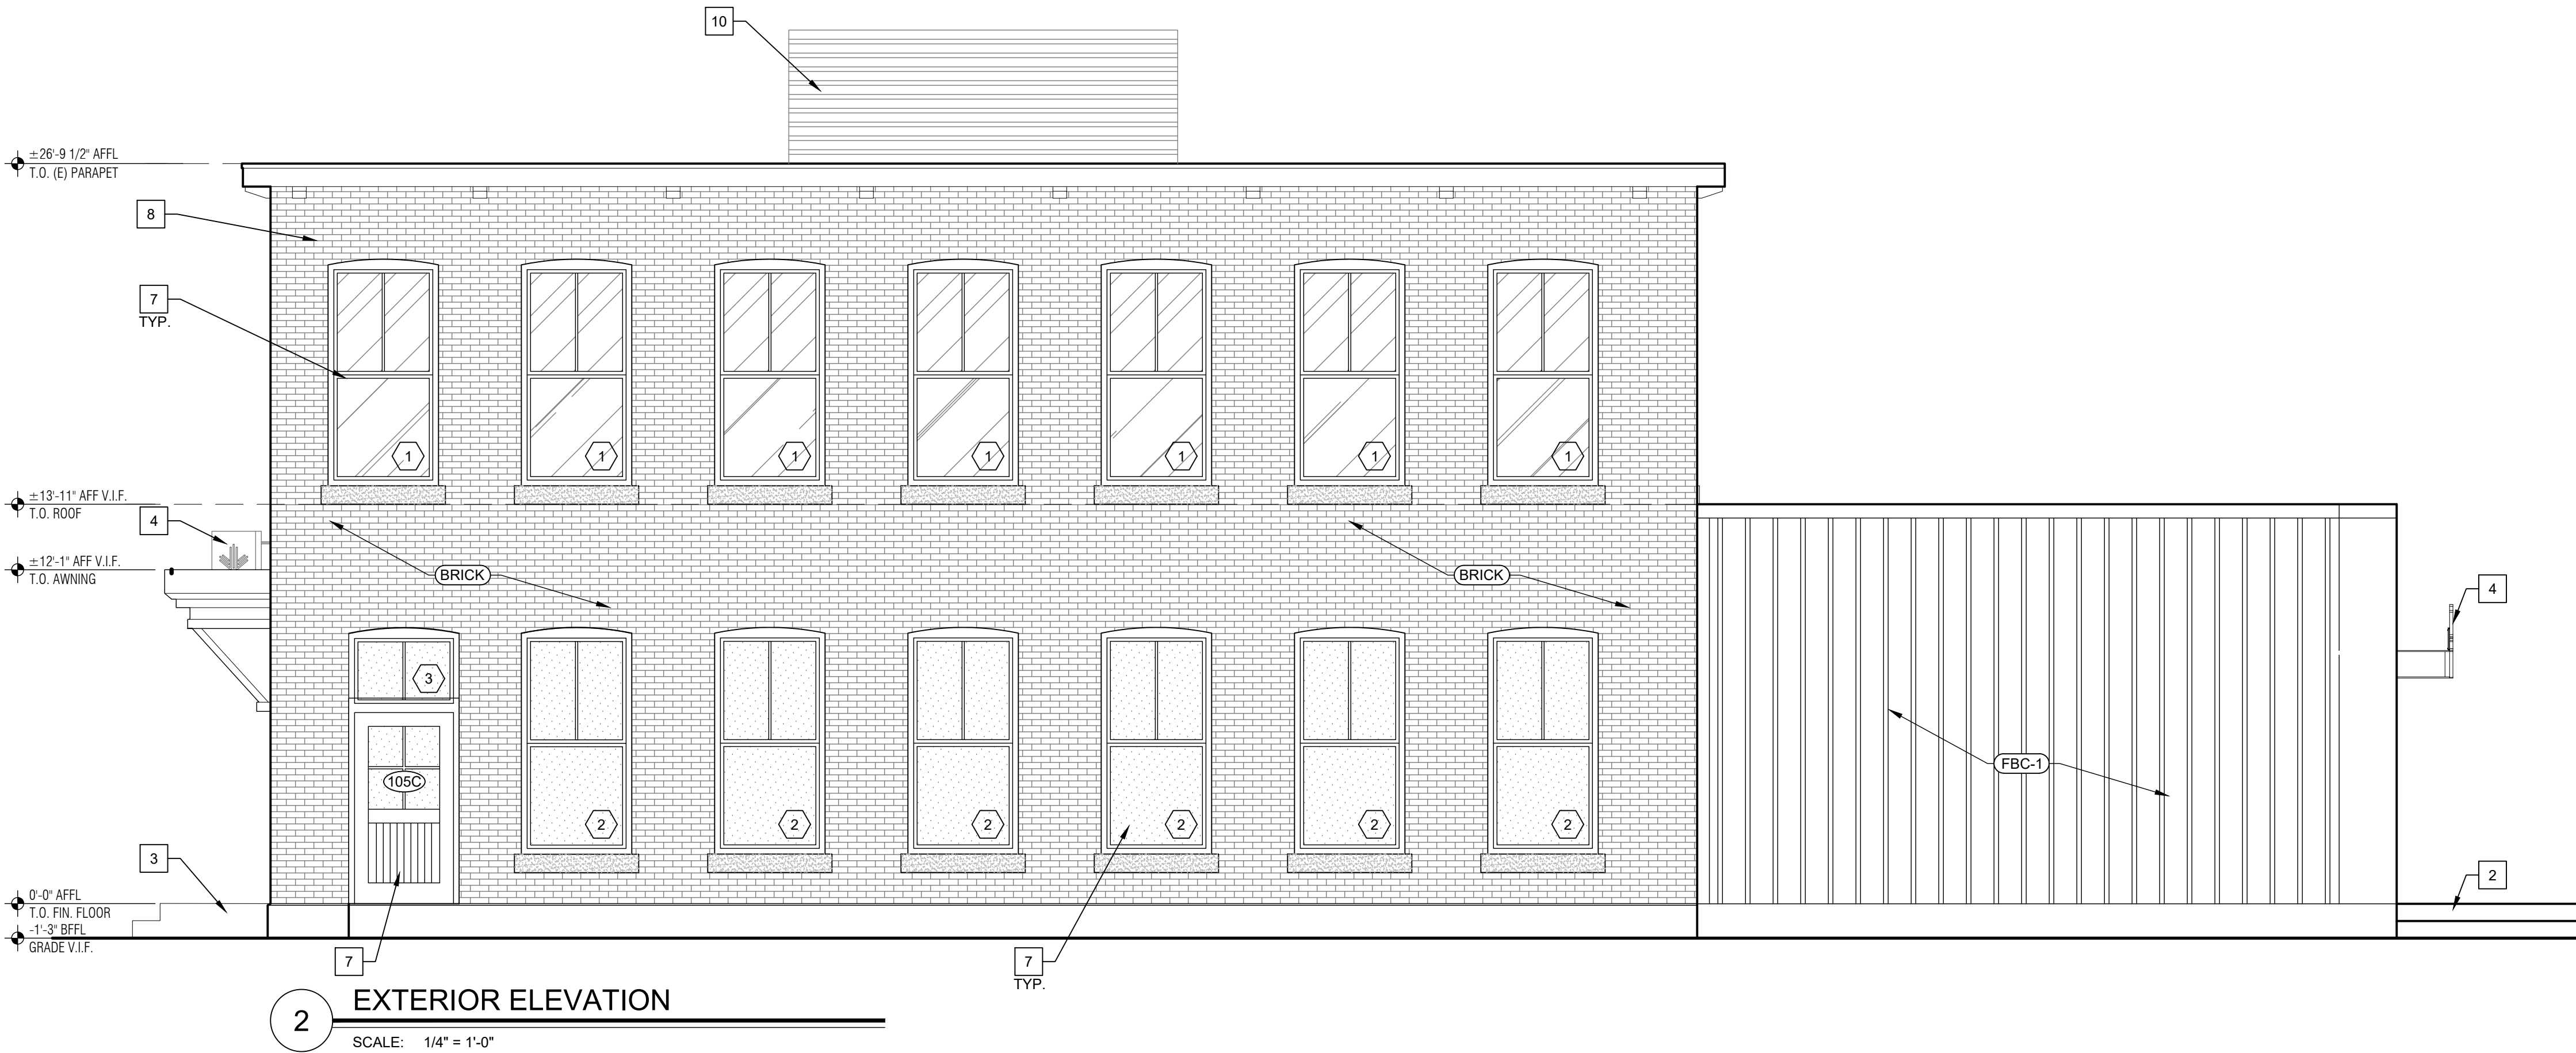 10
±26'-9 1/2" AFFL
T.O. (E) PARAPET
8
7
TYP.
1 1 1 1 1 1 1
±13'-11" AFF V.I.F.
T.O. ROOF
4
±12'-1" AFF V.I.F.
T.O. AWNING
BRICK BRICK
4
3
FBC-1
105C
2 2 2 2 2 2
3
0'-0" AFFL
T.O. FIN. FLOOR
2
-1'-3" BFFL
GRADE V.I.F.
7
7
TYP.
2
EXTERIOR ELEVATION
SCALE: 1/4" = 1'-0"